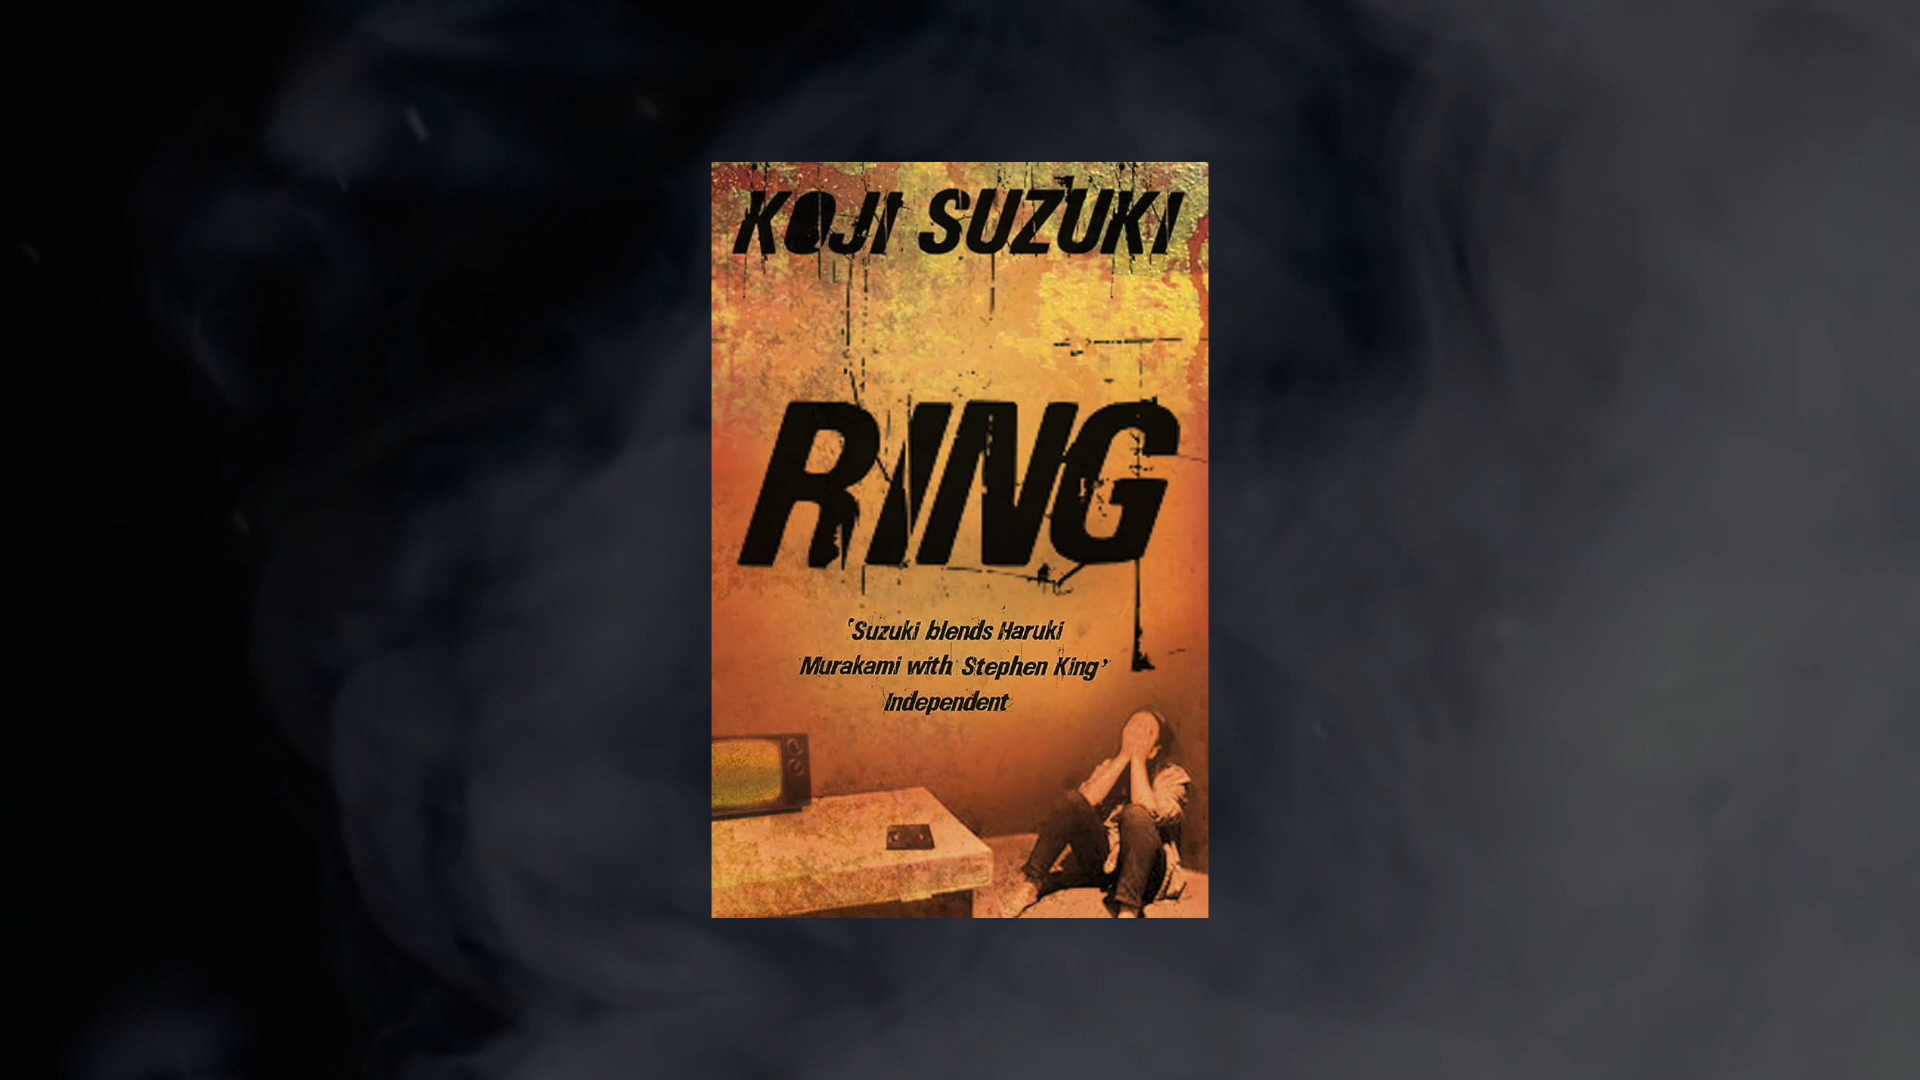 KOJI SUZUKI
RING
‘Suzuki blends Haruki
Murakami with Stephen King’
Independent